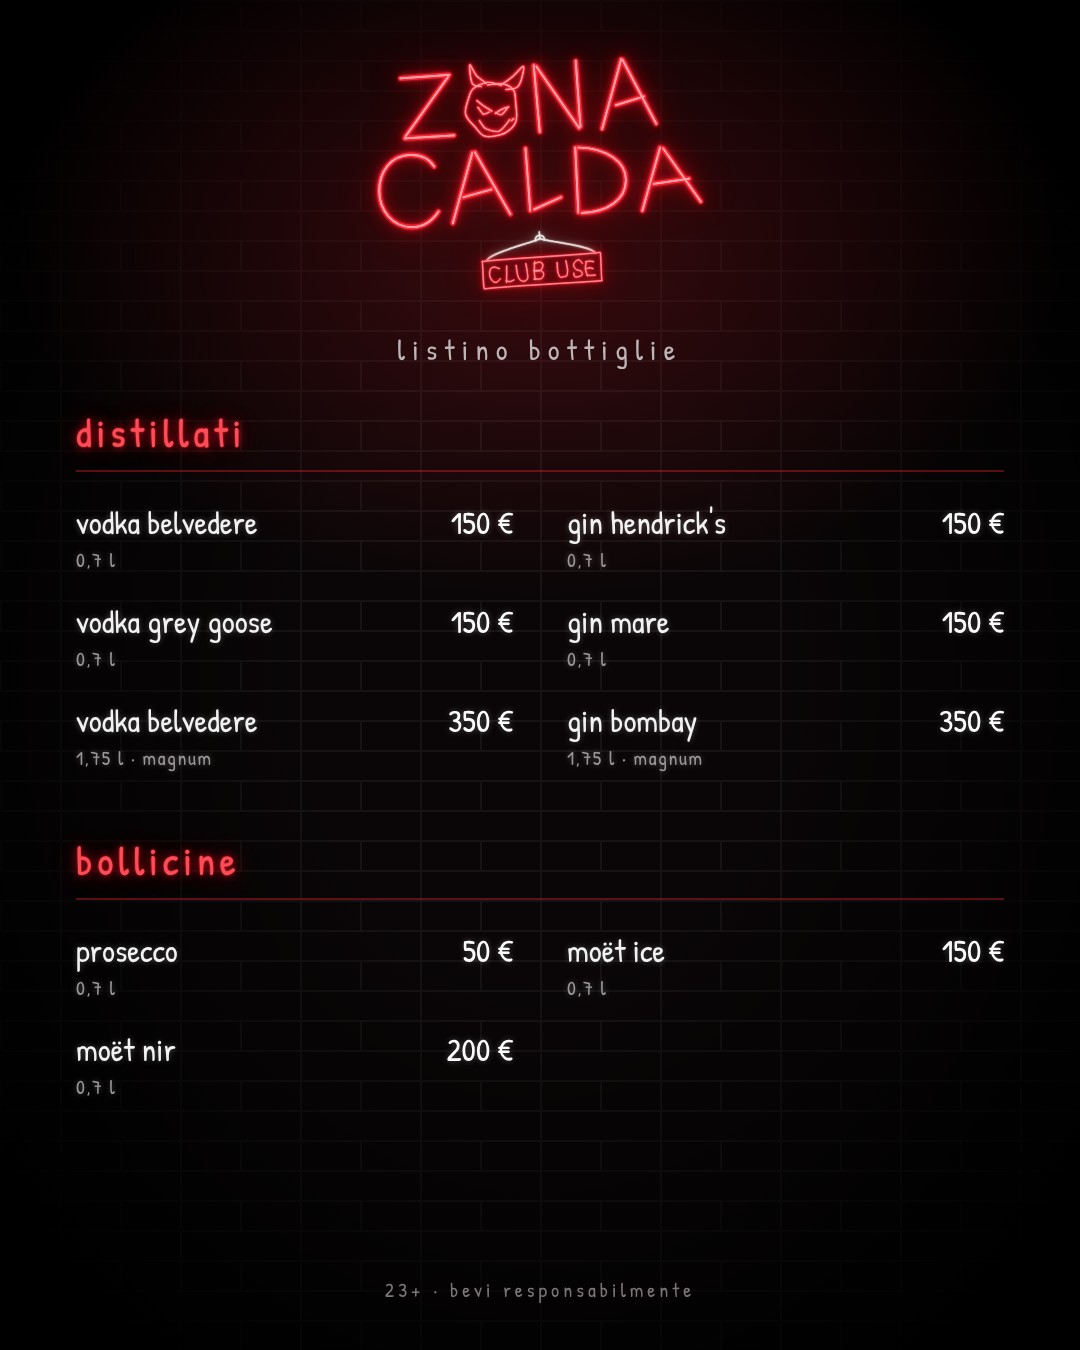 ZONA
CALDA
CLUB USE
listino bottiglie
distillati
vodka belvedere 150 €
0,7 l
gin hendrick's 150 €
0,7 l
vodka grey goose 150 €
0,7 l
gin mare 150 €
0,7 l
vodka belvedere 350 €
1,75 l · magnum
gin bombay 350 €
1,75 l · magnum
bollicine
prosecco 50 €
0,7 l
moët ice 150 €
0,7 l
moët nir 200 €
0,7 l
23+ · bevi responsabilmente